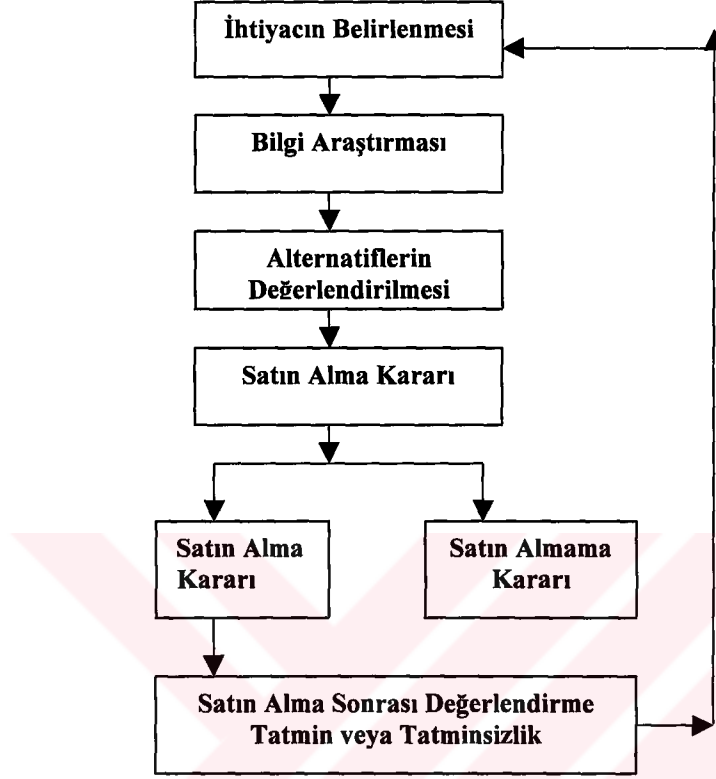 İhtiyacın Belirlenmesi
Bilgi Araştırması
Alternatiflerin
Değerlendirilmesi
Satın Alma Kararı
Satın Alma
Kararı
Satın Almama
Kararı
Satın Alma Sonrası Değerlendirme
Tatmin veya Tatminsizlik